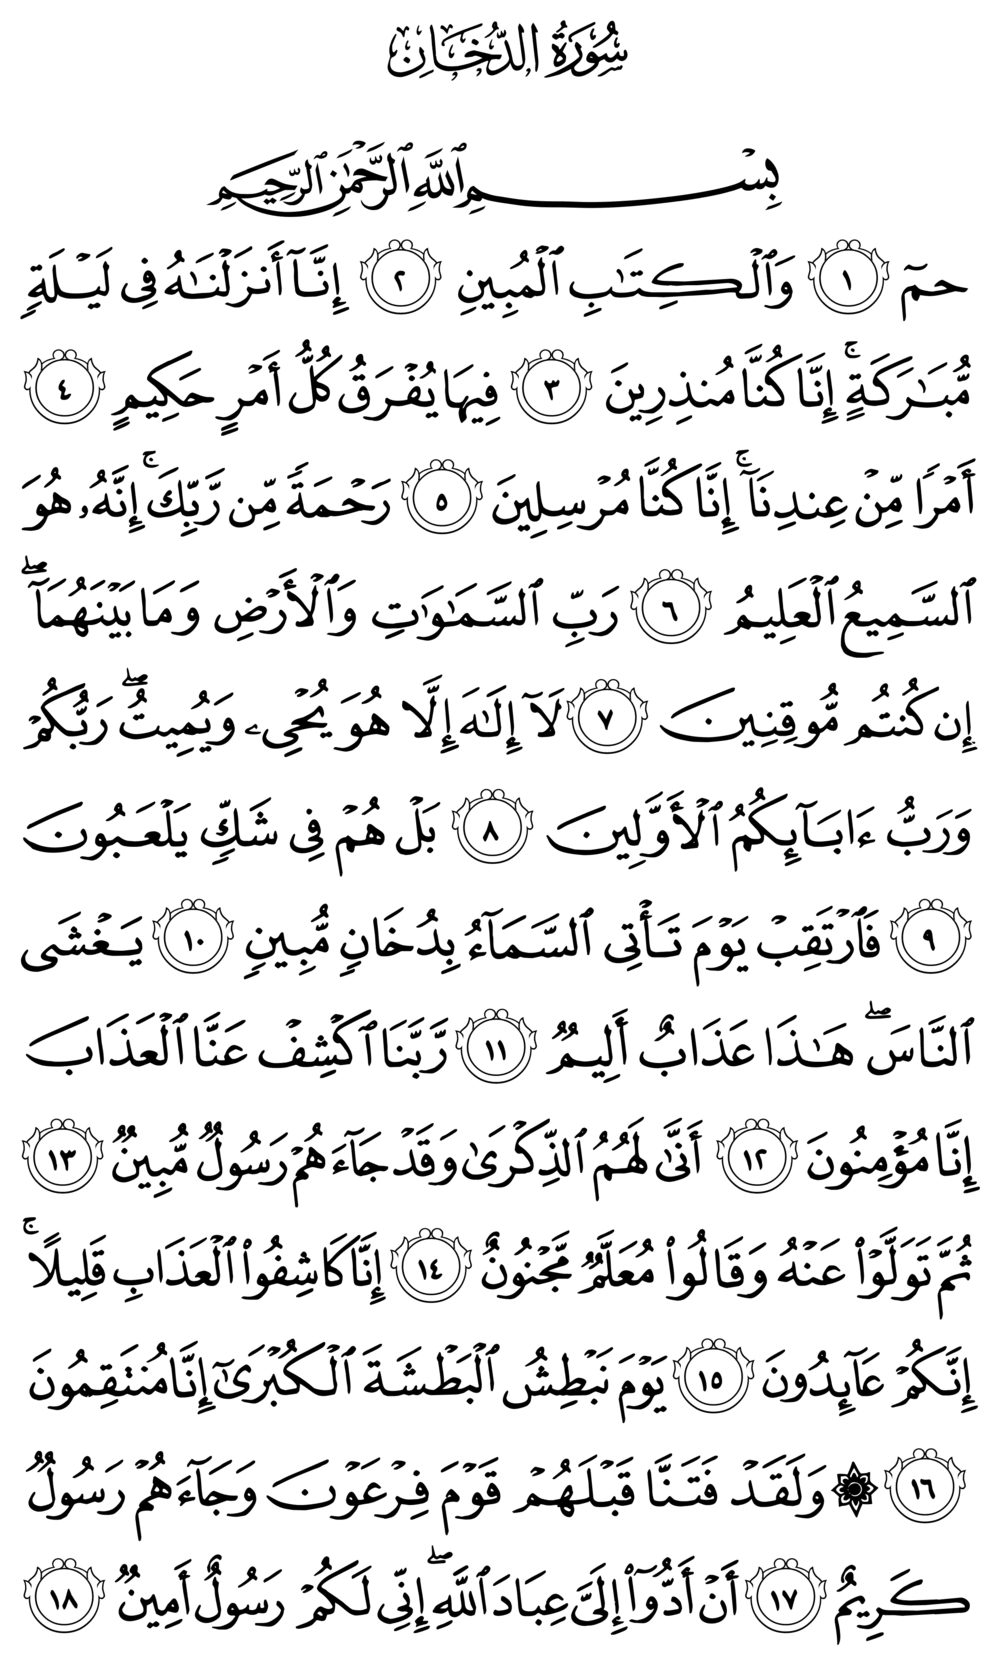 سُورَةُ الدُّخَانِ
بِسْمِ ٱللَّهِ ٱلرَّحْمَٰنِ ٱلرَّحِيمِ
حمٓ ١ وَٱلْكِتَٰبِ ٱلْمُبِينِ ٢ إِنَّآ أَنزَلْنَٰهُ فِى لَيْلَةٍ
مُّبَٰرَكَةٍ ۚ إِنَّا كُنَّا مُنذِرِينَ ٣ فِيهَا يُفْرَقُ كُلُّ أَمْرٍ حَكِيمٍ ٤
أَمْرًا مِّنْ عِندِنَآ ۚ إِنَّا كُنَّا مُرْسِلِينَ ٥ رَحْمَةً مِّن رَّبِّكَ ۚ إِنَّهُۥ هُوَ
ٱلسَّمِيعُ ٱلْعَلِيمُ ٦ رَبِّ ٱلسَّمَٰوَٰتِ وَٱلْأَرْضِ وَمَا بَيْنَهُمَآ ۖ
إِن كُنتُم مُّوقِنِينَ ٧ لَآ إِلَٰهَ إِلَّا هُوَ يُحْىِۦ وَيُمِيتُ ۖ رَبُّكُمْ
وَرَبُّ ءَابَآئِكُمُ ٱلْأَوَّلِينَ ٨ بَلْ هُمْ فِى شَكٍّ يَلْعَبُونَ
٩ فَٱرْتَقِبْ يَوْمَ تَأْتِى ٱلسَّمَآءُ بِدُخَانٍ مُّبِينٍ ١٠ يَغْشَى
ٱلنَّاسَ ۖ هَٰذَا عَذَابٌ أَلِيمٌ ١١ رَّبَّنَا ٱكْشِفْ عَنَّا ٱلْعَذَابَ
إِنَّا مُؤْمِنُونَ ١٢ أَنَّىٰ لَهُمُ ٱلذِّكْرَىٰ وَقَدْ جَآءَهُمْ رَسُولٌ مُّبِينٌ ١٣
ثُمَّ تَوَلَّوْا۟ عَنْهُ وَقَالُوا۟ مُعَلَّمٌ مَّجْنُونٌ ١٤ إِنَّا كَاشِفُوا۟ ٱلْعَذَابِ قَلِيلًا ۚ
إِنَّكُمْ عَآئِدُونَ ١٥ يَوْمَ نَبْطِشُ ٱلْبَطْشَةَ ٱلْكُبْرَىٰٓ إِنَّا مُنتَقِمُونَ
١٦ ۞ وَلَقَدْ فَتَنَّا قَبْلَهُمْ قَوْمَ فِرْعَوْنَ وَجَآءَهُمْ رَسُولٌ
كَرِيمٌ ١٧ أَنْ أَدُّوٓا۟ إِلَىَّ عِبَادَ ٱللَّهِ ۖ إِنِّى لَكُمْ رَسُولٌ أَمِينٌ ١٨